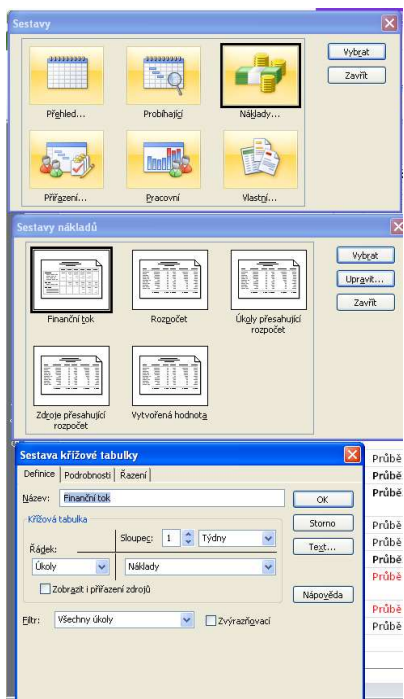 Sestavy
Vybrat
Zavřít
Přehled...
Probíhající
Náklady...
Přiřazení...
Pracovní
Vlastní...
Sestavy nákladů
Vybrat
Upravit...
Zavřít
Finanční tok
Rozpočet
Úkoly přesahující
rozpočet
Zdroje přesahující
rozpočet
Vytvořená hodnota
Sestava křížové tabulky
Definice Podrobnosti Řazení
Název: Finanční tok
OK
Křížová tabulka
Storno
Sloupec: 1 Týdny
Text...
Řádek:
Úkoly Náklady
Zobrazit i přiřazení zdrojů
Nápověda
Filtr: Všechny úkoly Zvýrazňovací
Průbě
Průbě
Průbě
Průbě
Průbě
Průbě
Průbě
Průbě
Průbě